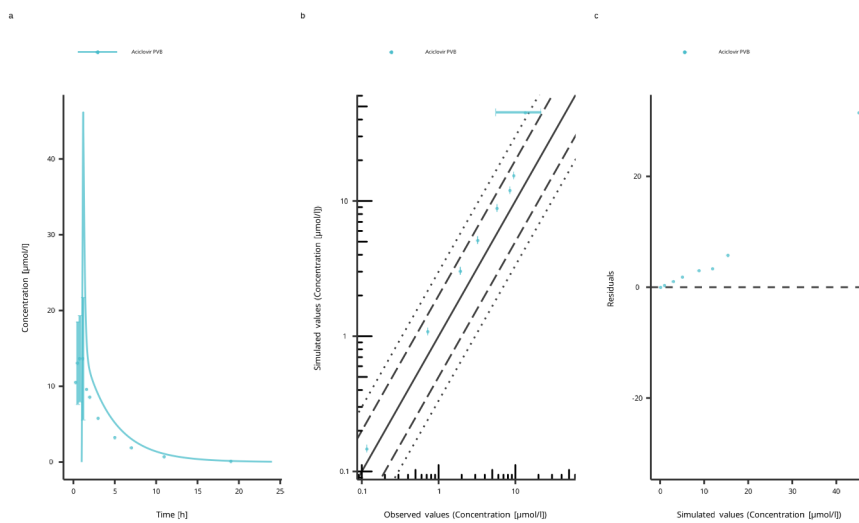 a
Aciclovir PVB
Concentration [µmol/l]
40
30
20
10
0
0
5
10
15
20
25
Time [h]
b
Aciclovir PVB
Simulated values (Concentration [µmol/l])
10
1
0.1
0.1
1
10
Observed values (Concentration [µmol/l])
c
Aciclovir PVB
Residuals
20
0
-20
0
10
20
30
40
Simulated values (Concentration [µmol/l])